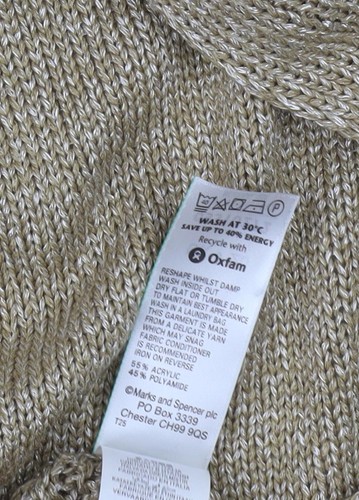 WASH AT 30°C
SAVE UP TO 40% ENERGY
Recycle with
Oxfam
RESHAPE WHILST DAMP
WASH INSIDE OUT
DRY FLAT OR TUMBLE DRY
TO MAINTAIN BEST APPEARANCE
WASH IN A LAUNDRY BAG
THIS GARMENT IS MADE
FROM A DELICATE YARN
WHICH MAY SNAG
FABRIC CONDITIONER
IS RECOMMENDED
IRON ON REVERSE
55% ACRYLIC
45% POLYAMIDE
©Marks and Spencer plc
PO Box 3339
Chester CH99 9QS
T25